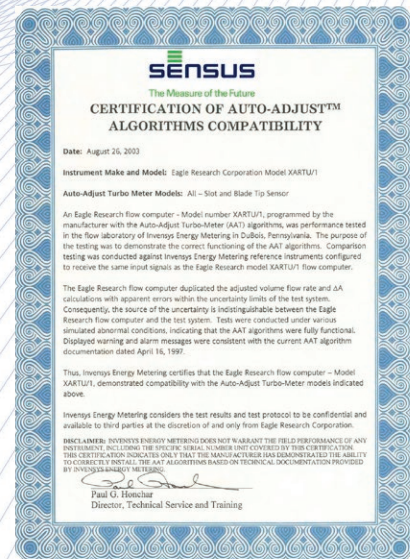 sensus
The Measure of the Future
CERTIFICATION OF AUTO-ADJUST™
ALGORITHMS COMPATIBILITY
Date: August 26, 2003
Instrument Make and Model: Eagle Research Corporation Model XARTU/1
Auto-Adjust Turbo Meter Models: All – Slot and Blade Tip Sensor
An Eagle Research flow computer - Model number XARTU/1, programmed by the
manufacturer with the Auto-Adjust Turbo-Meter (AAT) algorithms, was performance tested
in the flow laboratory of Invensys Energy Metering in DuBois, Pennsylvania. The purpose of
the testing was to demonstrate the correct functioning of the AAT algorithms. Comparison
testing was conducted against Invensys Energy Metering reference instruments configured
to receive the same input signals as the Eagle Research model XARTU/1 flow computer.
The Eagle Research flow computer duplicated the adjusted volume flow rate and ΔA
calculations with apparent errors within the uncertainty limits of the test system.
Consequently, the source of the uncertainty is indistinguishable between the Eagle
Research flow computer and the test system. Tests were conducted under various
simulated abnormal conditions, indicating that the AAT algorithms were fully functional.
Displayed warning and alarm messages were consistent with the current AAT algorithm
documentation dated April 16, 1997.
Thus, Invensys Energy Metering certifies that the Eagle Research flow computer – Model
XARTU/1, demonstrated compatibility with the Auto-Adjust Turbo-Meter models indicated
above.
Invensys Energy Metering considers the test results and test protocol to be confidential and
available to third parties at the discretion of and only from Eagle Research Corporation.
DISCLAIMER: INVENSYS ENERGY METERING DOES NOT WARRANT THE FIELD PERFORMANCE OF ANY
INSTRUMENT, INCLUDING THE SPECIFIC SERIAL NUMBER UNIT COVERED BY THIS CERTIFICATION.
THIS CERTIFICATION INDICATES ONLY THAT THE MANUFACTURER HAS DEMONSTRATED THE ABILITY
TO CORRECTLY INSTALL THE AAT ALGORITHMS BASED ON TECHNICAL DOCUMENTATION PROVIDED
BY INVENSYS ENERGY METERING.
Paul G. Honchar
Director, Technical Service and Training